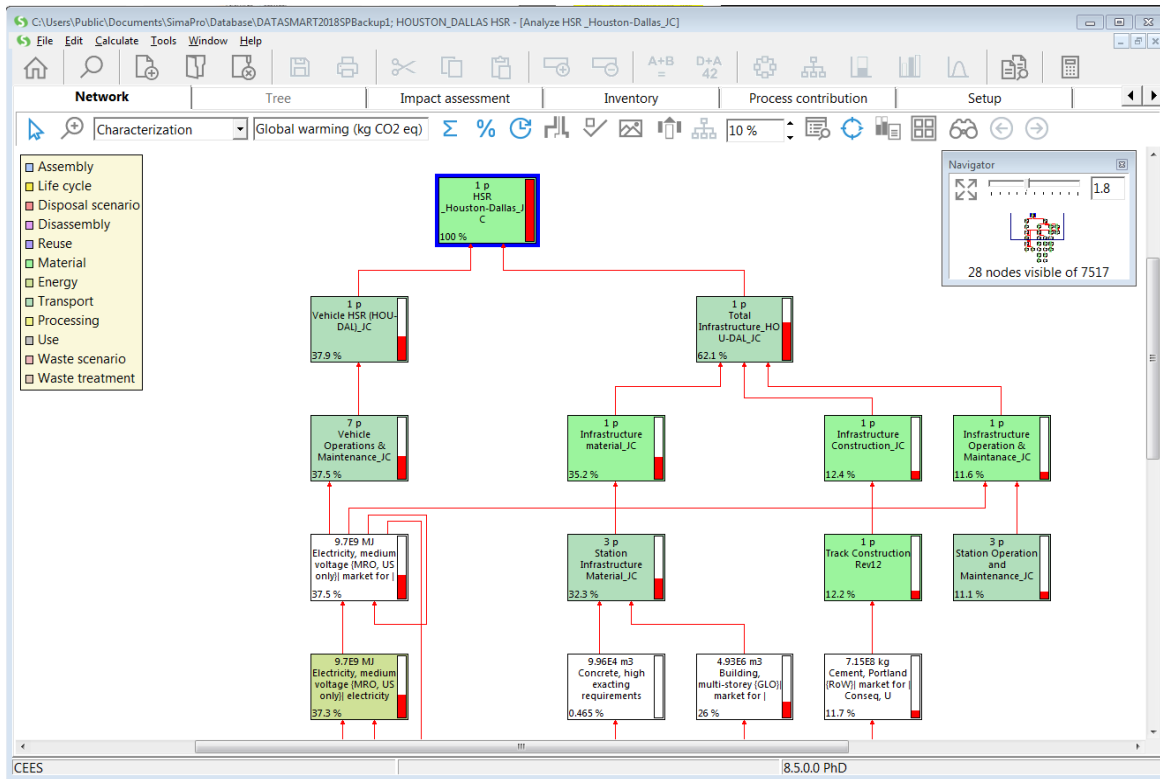 C:\Users\Public\Documents\SimaPro\Database\DATASMART2018SPBackup1; HOUSTON_DALLAS HSR - [Analyze HSR _Houston-Dallas_JC]
File Edit Calculate Tools Window Help
A+B
=
D+A
42
Network Tree Impact assessment Inventory Process contribution Setup
Characterization Global warming (kg CO2 eq) Σ % 10 %
Assembly
Life cycle
Disposal scenario
Disassembly
Reuse
Material
Energy
Transport
Processing
Use
Waste scenario
Waste treatment
Navigator
1.8
28 nodes visible of 7517
1 p
HSR
_Houston-Dallas_J
C
100 %
1 p
Vehicle HSR (HOU-
DAL)_JC
37.9 %
1 p
Total
Infrastructure_HO
U-DAL_JC
62.1 %
7 p
Vehicle
Operations &
Maintenance_JC
37.5 %
1 p
Infrastructure
material_JC
35.2 %
1 p
Infrastructure
Construction_JC
12.4 %
1 p
Insfrastructure
Operation &
Maintanace_JC
11.6 %
9.7E9 MJ
Electricity, medium
voltage {MRO, US
only}| market for |
37.5 %
3 p
Station
Infrastructure
Material_JC
32.3 %
1 p
Track Construction
Rev12
12.2 %
3 p
Station Operation
and
Maintenance_JC
11.1 %
9.7E9 MJ
Electricity, medium
voltage {MRO, US
only}| electricity
37.3 %
9.96E4 m3
Concrete, high
exacting
requirements
0.465 %
4.93E6 m3
Building,
multi-storey {GLO}|
market for |
26 %
7.15E8 kg
Cement, Portland
{RoW}| market for |
Conseq, U
11.7 %
CEES 8.5.0.0 PhD